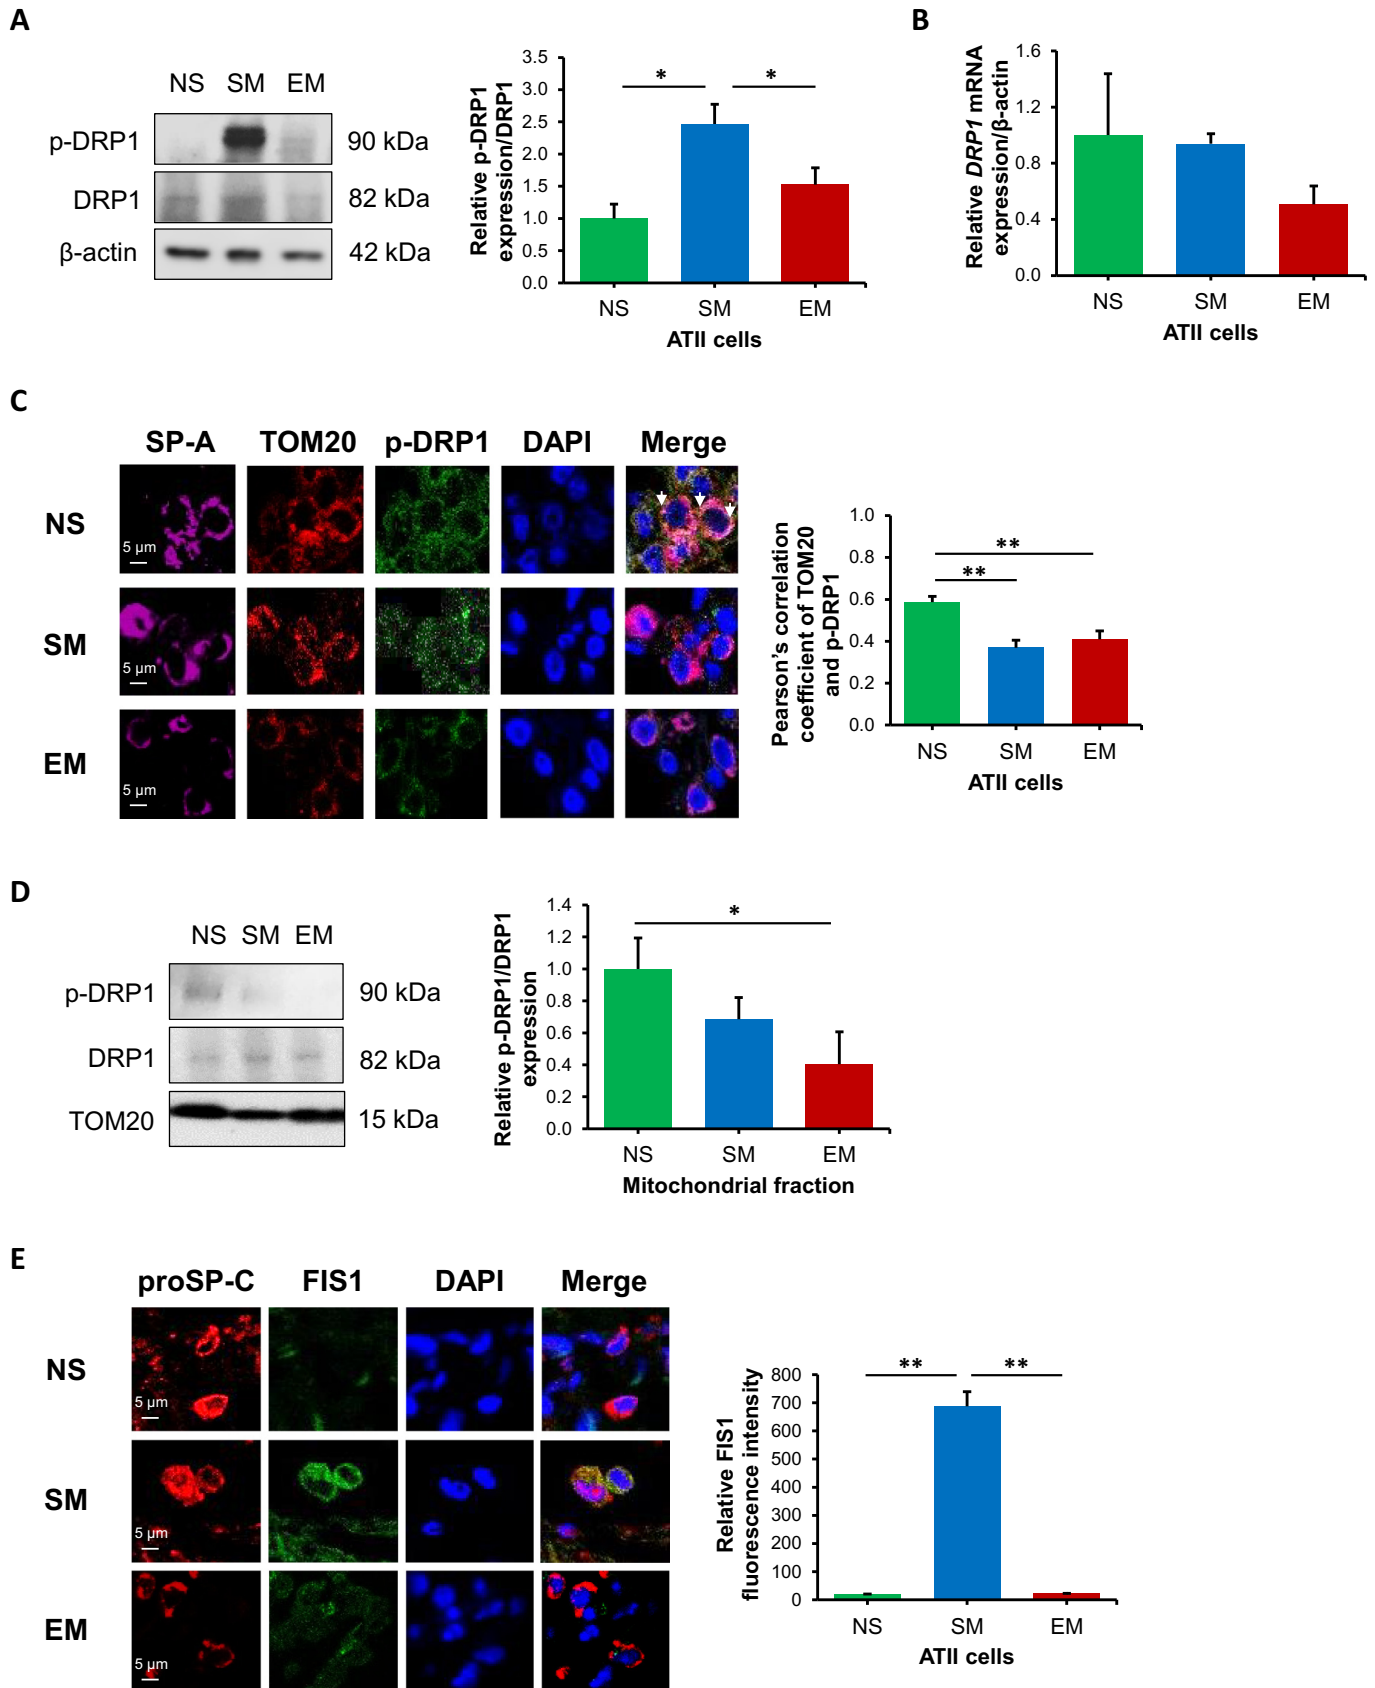 A
NS SM EM
p-DRP1 90 kDa
DRP1 82 kDa
β-actin 42 kDa
Relative p-DRP1
expression/DRP1
3.5
3.0
2.5
2.0
1.5
1.0
0.5
0.0
* *
NS SM EM
ATII cells
B
Relative DRP1 mRNA
expression/β-actin
1.6
1.2
0.8
0.4
0.0
NS SM EM
ATII cells
C
SP-A TOM20 p-DRP1 DAPI Merge
NS
5 µm
SM
5 µm
EM
5 µm
Pearson's correlation
coefficient of TOM20
and p-DRP1
1.0
0.8
0.6
0.4
0.2
0.0
**
**
NS SM EM
ATII cells
D
NS SM EM
p-DRP1 90 kDa
DRP1 82 kDa
TOM20 15 kDa
Relative p-DRP1/DRP1
expression
1.4
1.2
1.0
0.8
0.6
0.4
0.2
0.0
*
NS SM EM
Mitochondrial fraction
E
proSP-C FIS1 DAPI Merge
NS
5 µm
SM
5 µm
EM
5 µm
Relative FIS1
fluorescence intensity
800
700
600
500
400
300
200
100
0
** **
NS SM EM
ATII cells